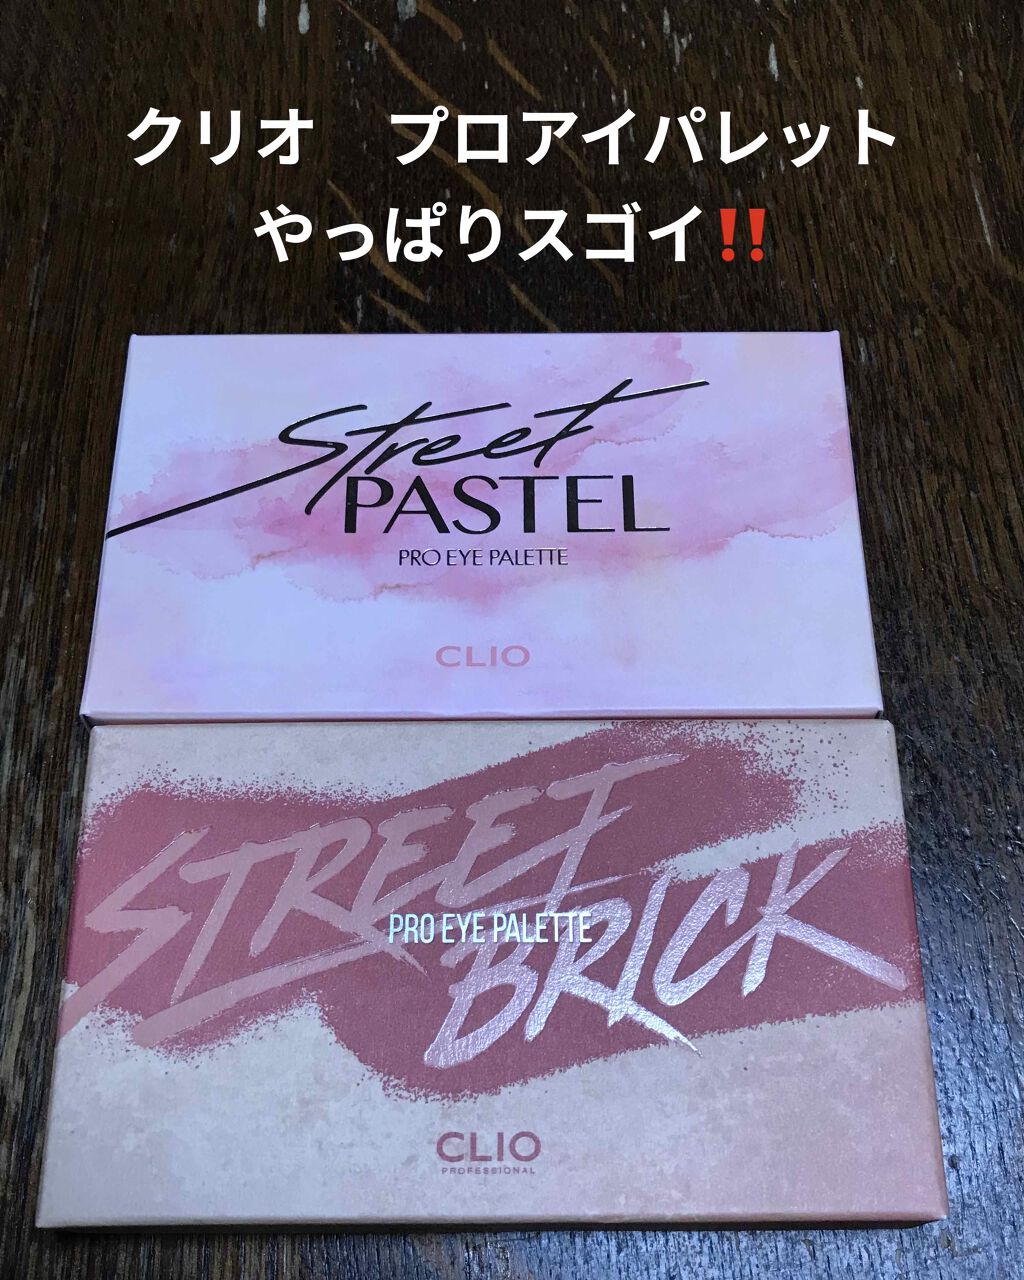 クリオ　プロアイパレット
やっぱりスゴイ‼️
Street
PASTEL
PRO EYE PALETTE
CLIO
STREET
PRO EYE PALETTE
BRICK
CLIO
PROFESSIONAL